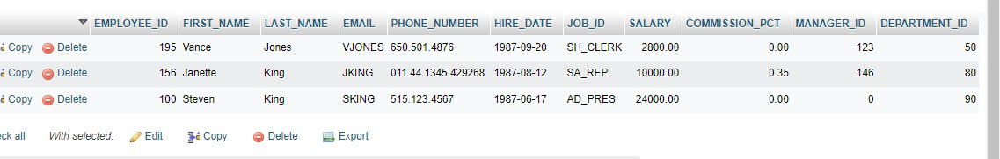 EMPLOYEE_ID FIRST_NAME LAST_NAME EMAIL PHONE_NUMBER HIRE_DATE JOB_ID SALARY COMMISSION_PCT MANAGER_ID DEPARTMENT_ID
Copy Delete 195 Vance Jones VJONES 650.501.4876 1987-09-20 SH_CLERK 2800.00 0.00 123 50
Copy Delete 156 Janette King JKING 011.44.1345.429268 1987-08-12 SA_REP 10000.00 0.35 146 80
Copy Delete 100 Steven King SKING 515.123.4567 1987-06-17 AD_PRES 24000.00 0.00 0 90
eck all With selected: Edit Copy Delete Export